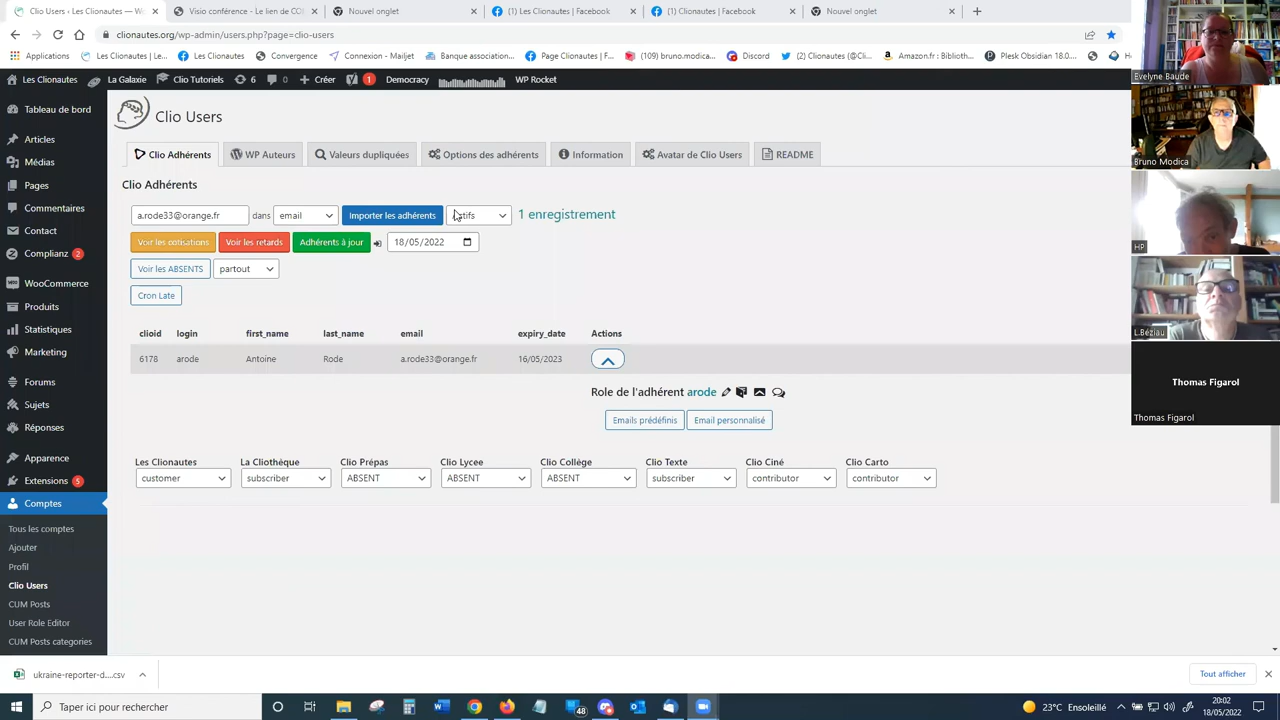 Les Clionautes | Les Clionautes —
Visio conférence - Le lien de CC
Nouvel onglet
(1) Les Clionautes | Facebook
(1) Clionautes | Facebook
Nouvel onglet
clionautes.org/wp-admin/users.php?page=clio-users
Applications
Les Clionautes | Le...
Les Clionautes
Convergence
Connexion - Mailjet
Banque association...
Page Clionautes | F...
(109) bruno.modica...
Discord
(2) Clionautes (@Cli...
Amazon.fr : Biblioth...
Plesk Obsidian 18.0...
Les Clionautes
La Galaxie
Clio Tutoriels
6
0
Créer
1
Democracy
WP Rocket
Tableau de bord
Articles
Médias
Pages
Commentaires
Contact
Complianz 2
WooCommerce
Produits
Statistiques
Marketing
Forums
Sujets
Réponses
Apparence
Extensions 5
Comptes
Tous les comptes
Ajouter
Profil
Clio Users
CUM Posts
User Role Editor
CUM Posts categories
Clio Users
Clio Adhérents
WP Auteurs
Valeurs dupliquées
Options des adhérents
Information
Avatar de Clio Users
README
Clio Adhérents
a.rode33@orange.fr dans email Importer les adhérents 1 enregistrement
Voir les cotisations Voir les retards Adhérents à jour 18/05/2022
Voir les ABSENTS partout
Cron Late
clioid login first_name last_name email expiry_date Actions
6178 arode Antoine Rode a.rode33@orange.fr 16/05/2023
Role de l'adhérent arode
Emails prédéfinis Email personnalisé
Les Clionautes La Cliothèque Clio Prépas Clio Lycee Clio Collège Clio Texte Clio Ciné Clio Carto
customer subscriber ABSENT ABSENT ABSENT subscriber contributor contributor
Evelyne Baude
Bruno Modica
HP
L.Béziau
Thomas Figarol
Thomas Figarol
ukraine-reporter-d....csv
Tout afficher
Taper ici pour rechercher
48
23°C Ensoleillé
20:02
18/05/2022